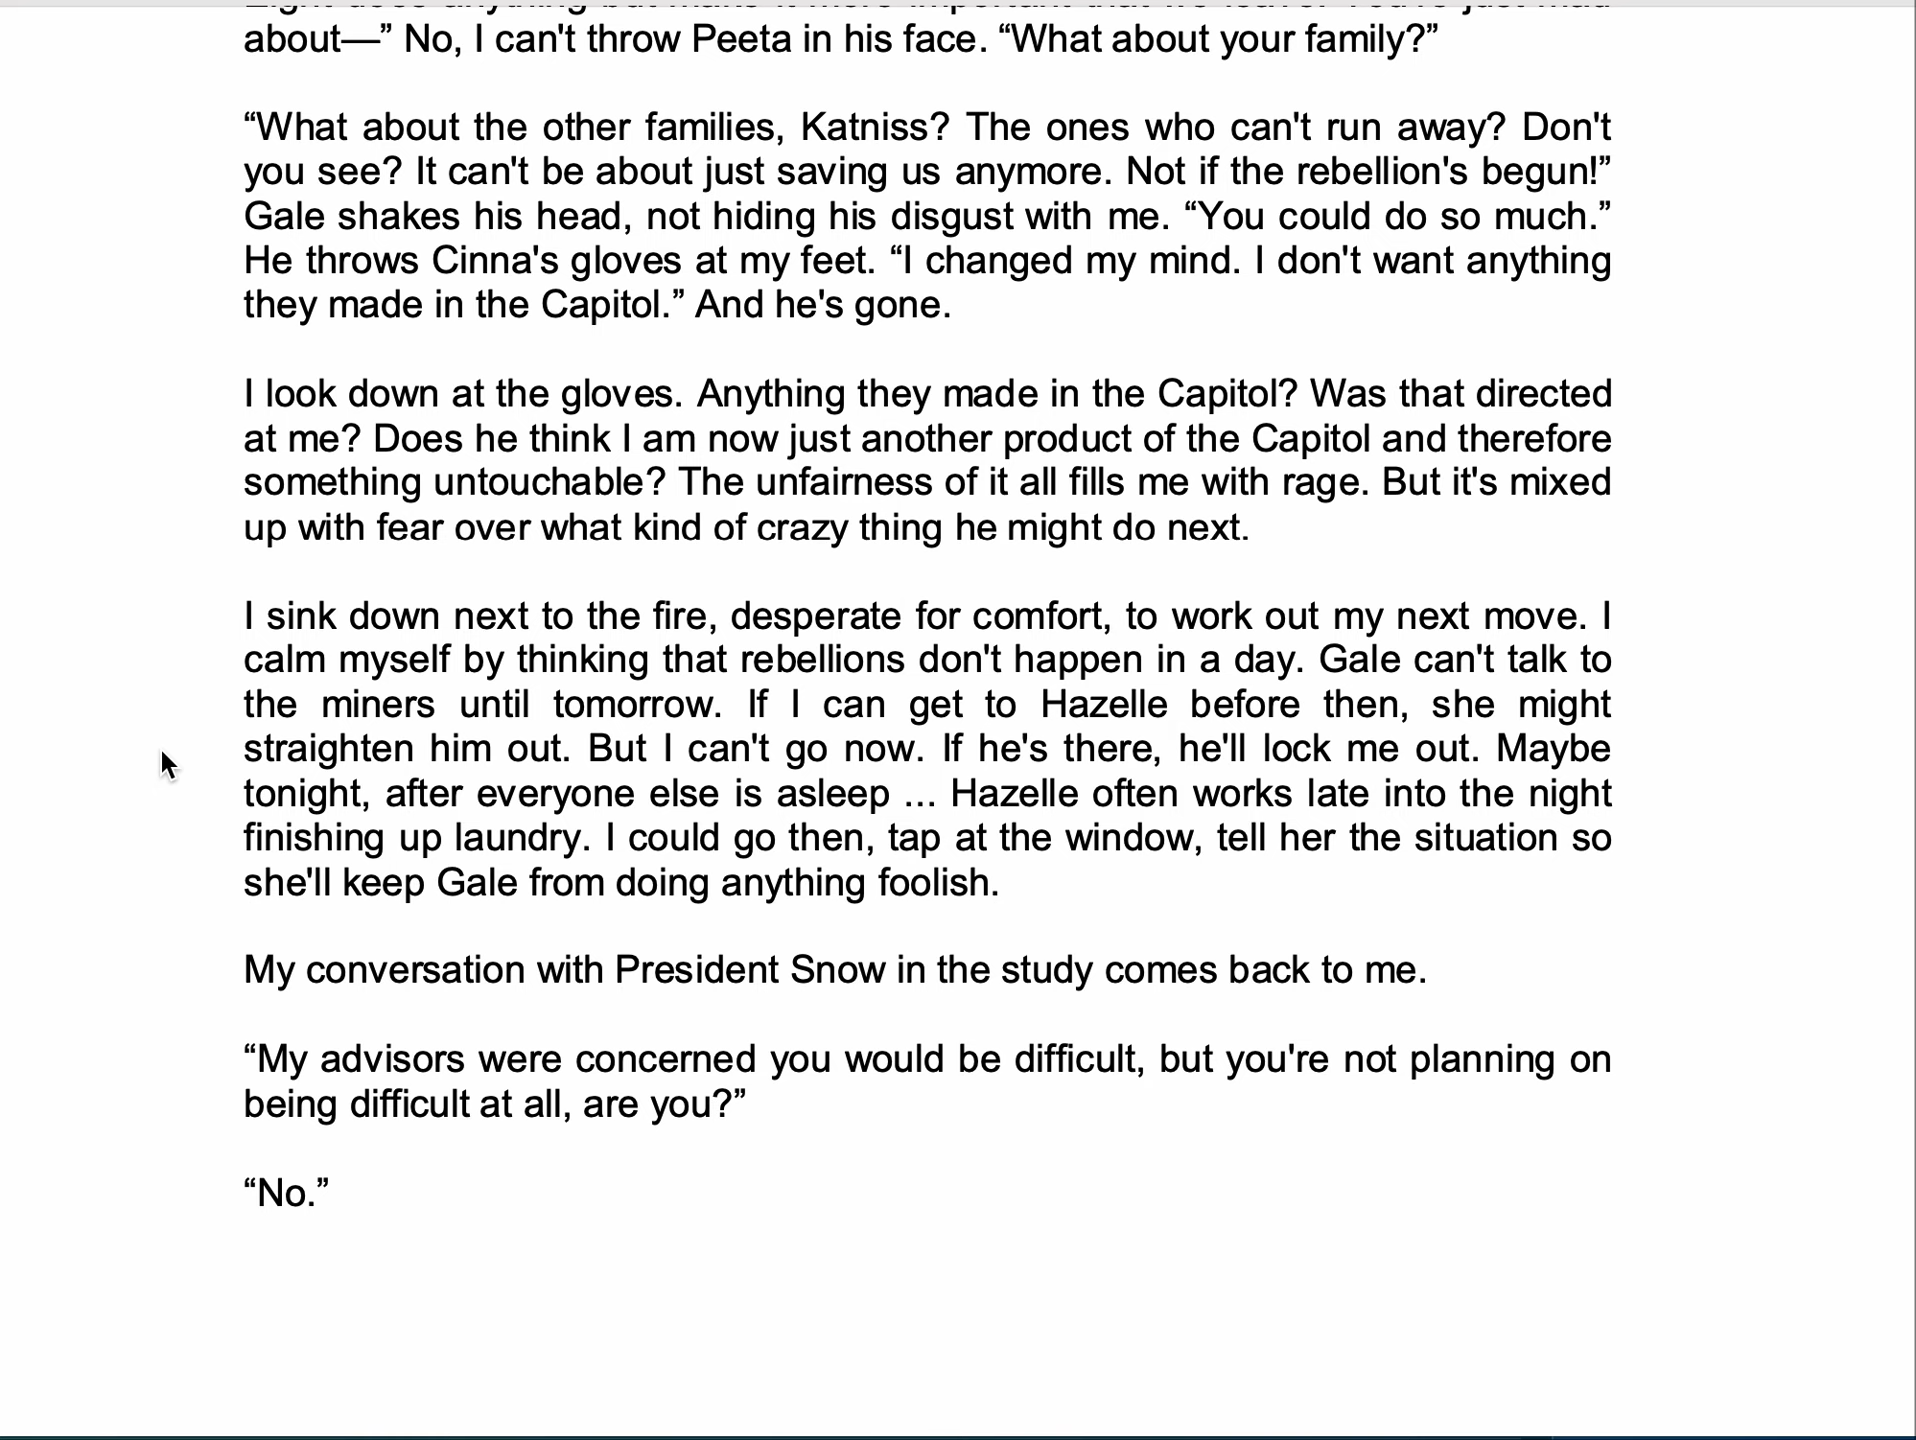 about—” No, I can't throw Peeta in his face. “What about your family?”
“What about the other families, Katniss? The ones who can't run away? Don't
you see? It can't be about just saving us anymore. Not if the rebellion's begun!”
Gale shakes his head, not hiding his disgust with me. “You could do so much.”
He throws Cinna's gloves at my feet. “I changed my mind. I don't want anything
they made in the Capitol.” And he's gone.
I look down at the gloves. Anything they made in the Capitol? Was that directed
at me? Does he think I am now just another product of the Capitol and therefore
something untouchable? The unfairness of it all fills me with rage. But it's mixed
up with fear over what kind of crazy thing he might do next.
I sink down next to the fire, desperate for comfort, to work out my next move. I
calm myself by thinking that rebellions don't happen in a day. Gale can't talk to
the miners until tomorrow. If I can get to Hazelle before then, she might
straighten him out. But I can't go now. If he's there, he'll lock me out. Maybe
tonight, after everyone else is asleep ... Hazelle often works late into the night
finishing up laundry. I could go then, tap at the window, tell her the situation so
she'll keep Gale from doing anything foolish.
My conversation with President Snow in the study comes back to me.
“My advisors were concerned you would be difficult, but you're not planning on
being difficult at all, are you?”
“No.”